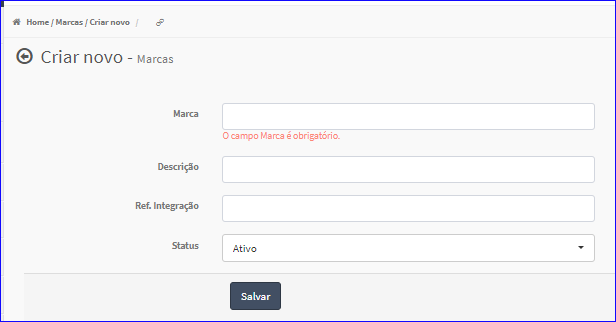 Home / Marcas / Criar novo /
Criar novo - Marcas
Marca
O campo Marca é obrigatório.
Descrição
Ref. Integração
Status
Ativo
Salvar